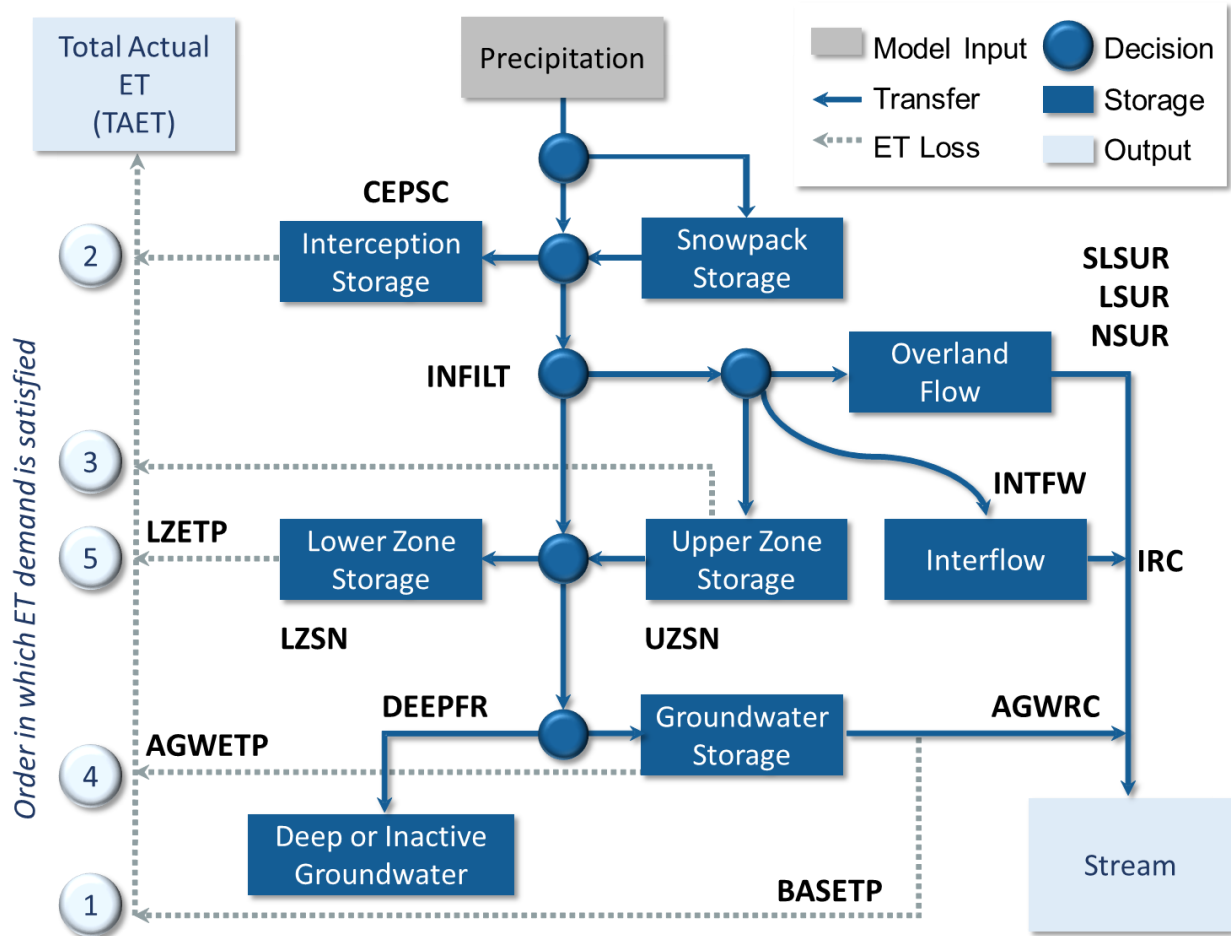 Total Actual
ET
(TAET)
Precipitation
Model Input
Decision
Transfer
Storage
ET Loss
Output
CEPSC
2
Interception
Storage
Snowpack
Storage
SLSUR
LSUR
NSUR
Order in which ET demand is satisfied
INFILT
Overland
Flow
3
INTFW
LZETP
5
Lower Zone
Storage
Upper Zone
Storage
Interflow
IRC
LZSN
UZSN
DEEPFR
Groundwater
Storage
AGWRC
AGWETP
4
Deep or Inactive
Groundwater
Stream
BASETP
1